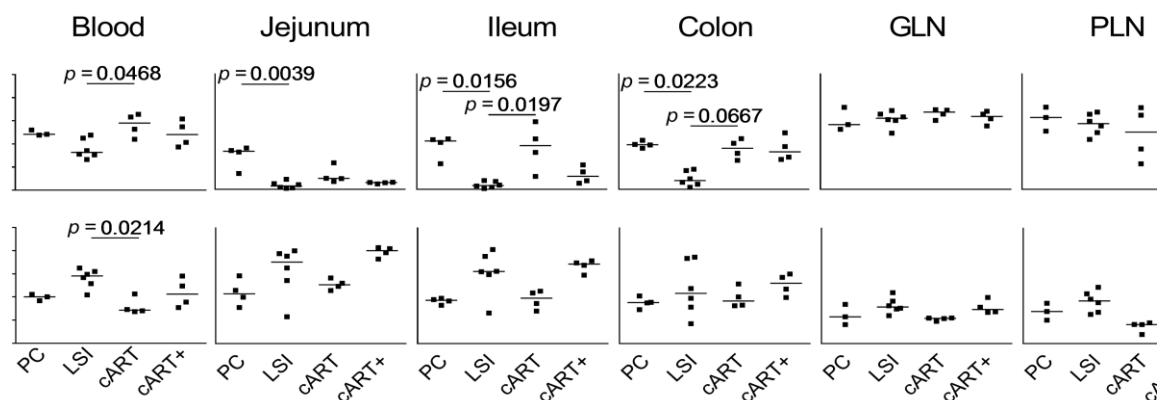 Blood Jejunum Ileum Colon GLN PLN
p = 0.0468 p = 0.0039 p = 0.0156 p = 0.0223
p = 0.0197 p = 0.0667
p = 0.0214
PC LSI cART cART+ PC LSI cART cART+ PC LSI cART cART+ PC LSI cART cART+ PC LSI cART cART+ PC LSI cART